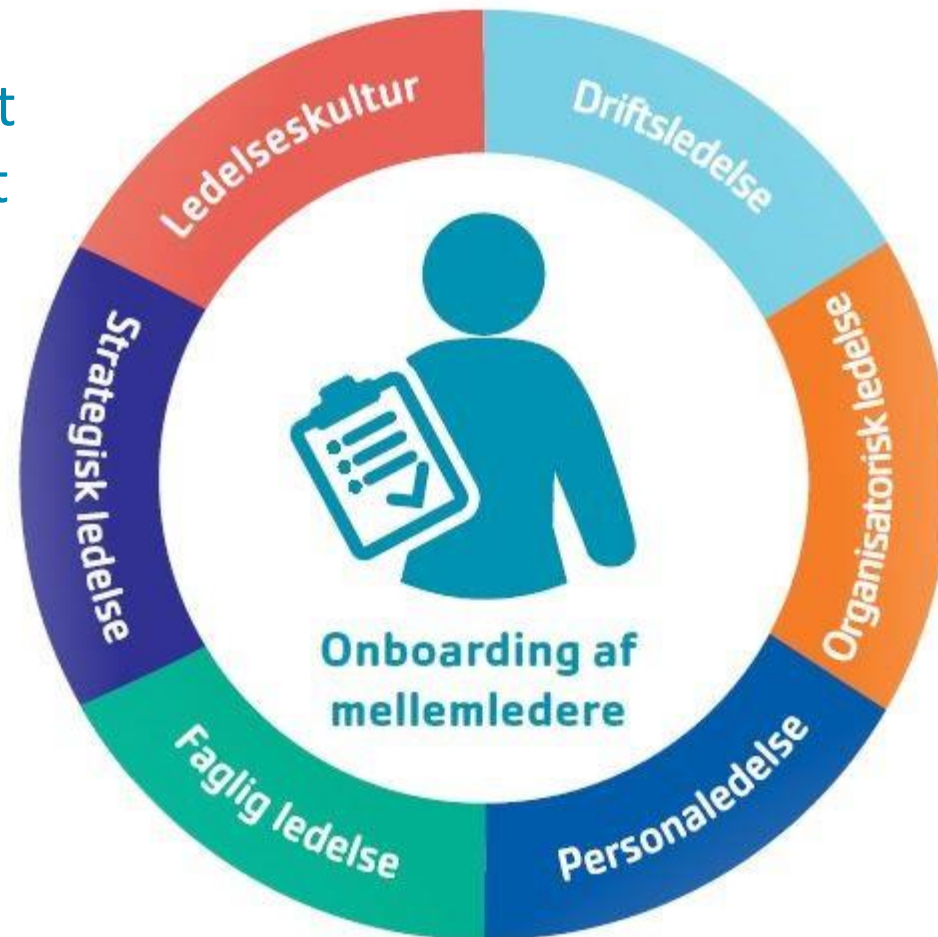 t
t
Ledelseskultur
Driftsledelse
Organisatorisk ledelse
Personaledelse
Faglig ledelse
Strategisk ledelse
Onboarding af
mellemledere